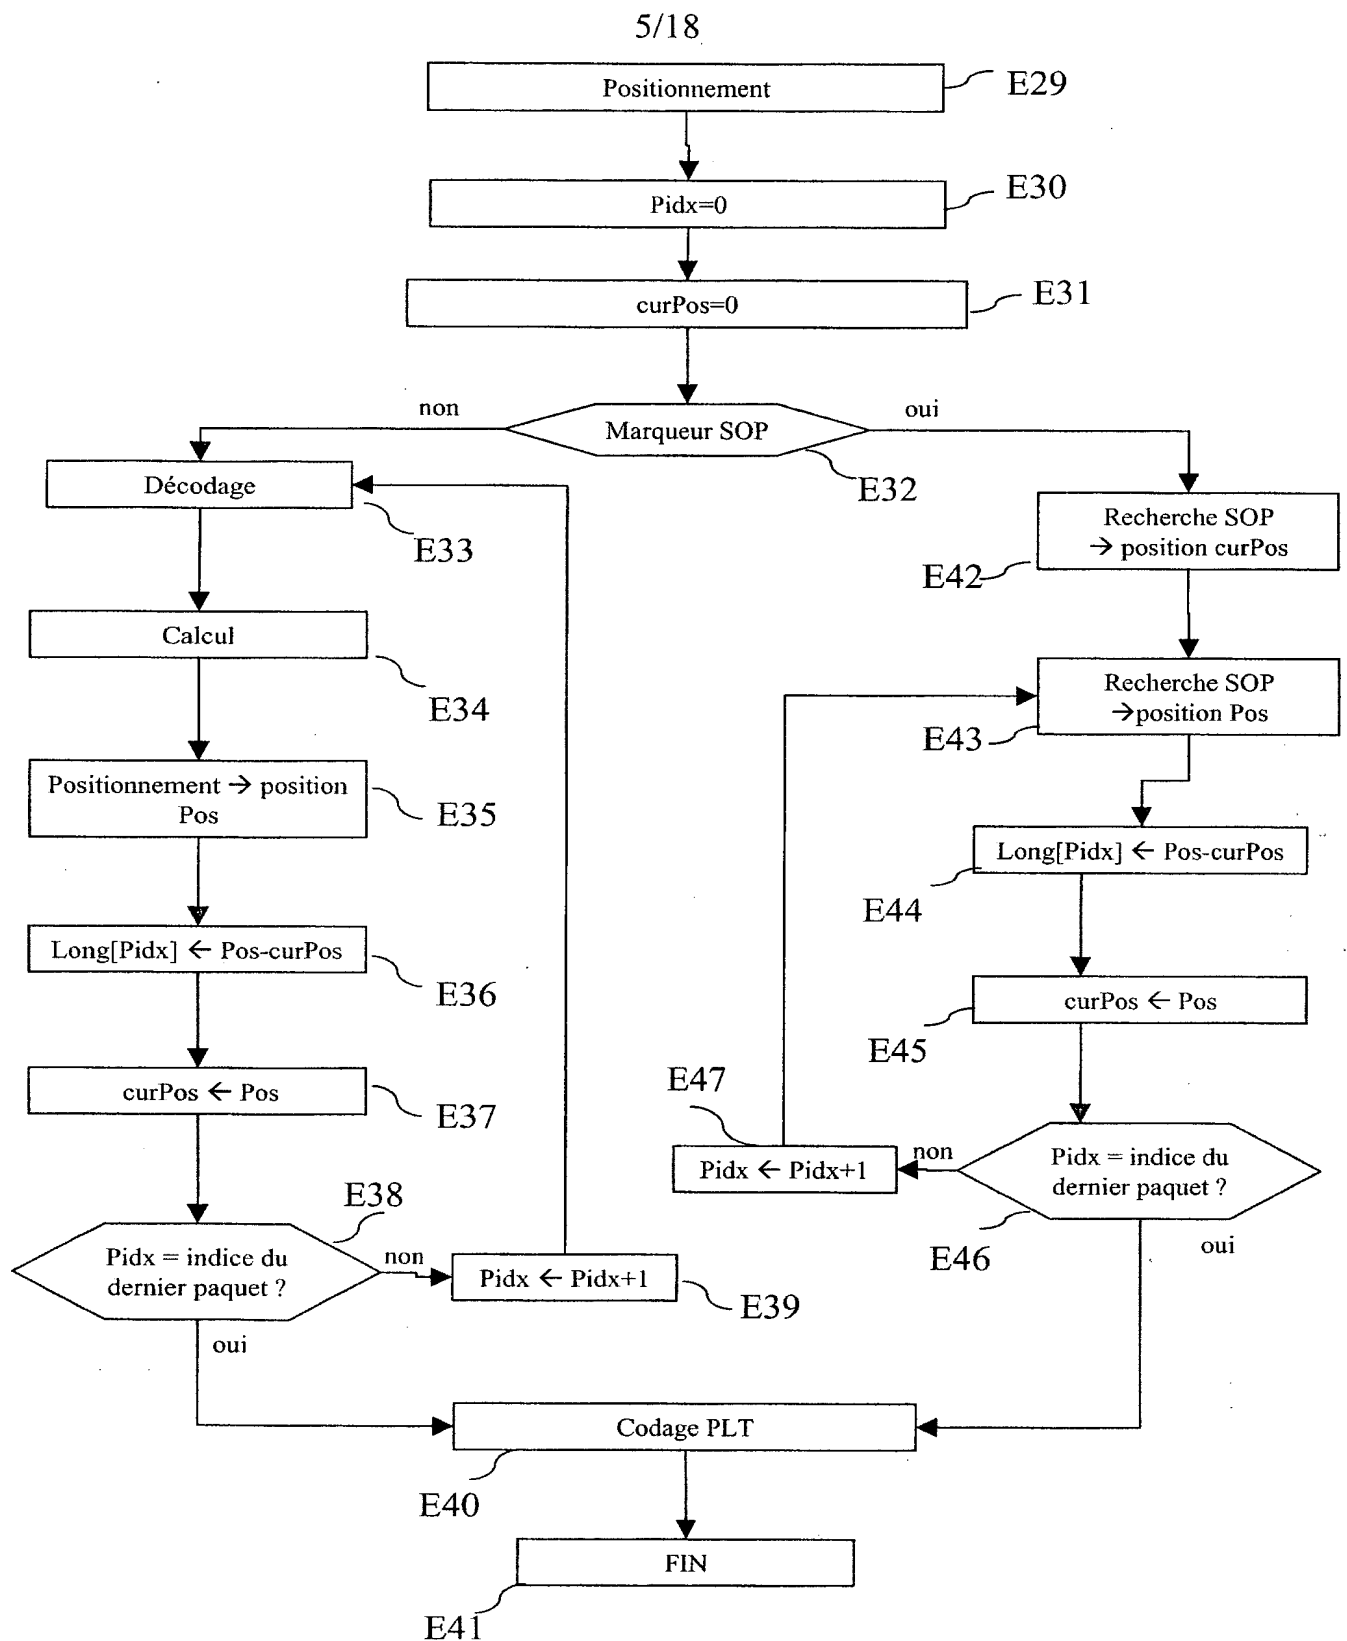 5/18
Positionnement
E29
Pidx=0
E30
curPos=0
E31
non
oui
Marqueur SOP
E32
Décodage
E33
Calcul
E34
Positionnement → position
Pos
E35
Long[Pidx] ← Pos-curPos
E36
curPos ← Pos
E37
E38
Pidx = indice du
dernier paquet ?
non
Pidx ← Pidx+1
E39
oui
Recherche SOP
→ position curPos
E42
Recherche SOP
→position Pos
E43
Long[Pidx] ← Pos-curPos
E44
curPos ← Pos
E45
E47
Pidx ← Pidx+1
non
Pidx = indice du
dernier paquet ?
E46
oui
Codage PLT
E40
FIN
E41